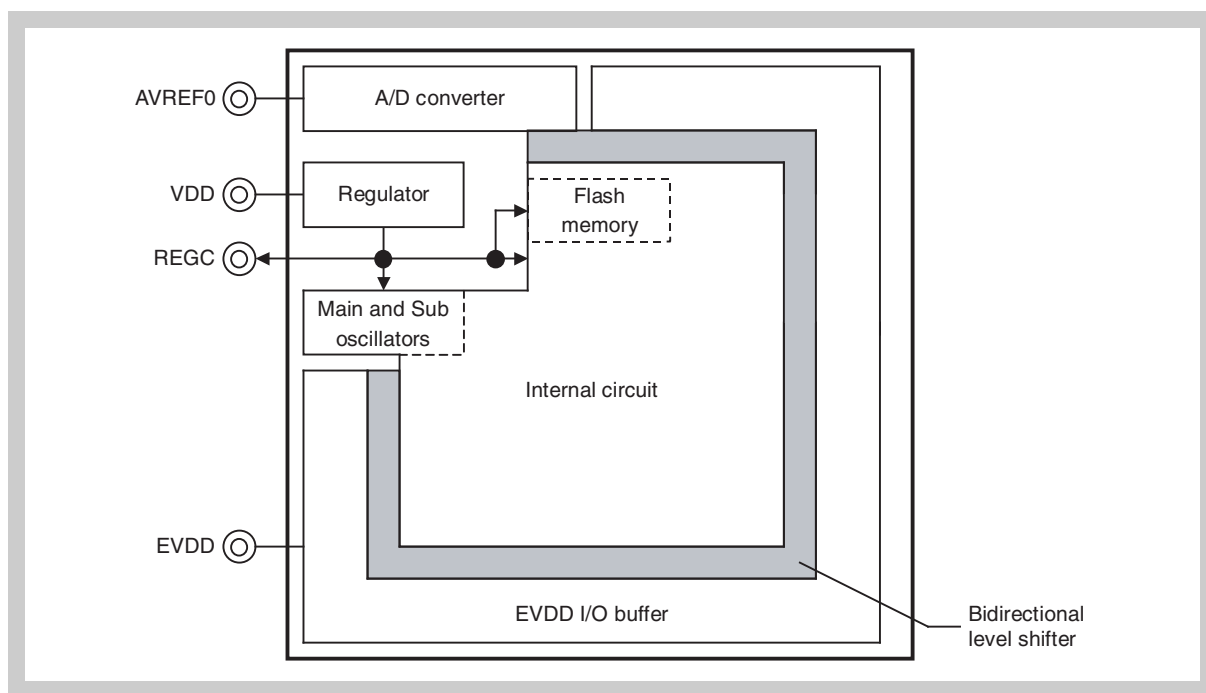 AVREF0
A/D converter
VDD
Regulator
Flash
memory
REGC
Main and Sub
oscillators
Internal circuit
EVDD
EVDD I/O buffer
Bidirectional
level shifter